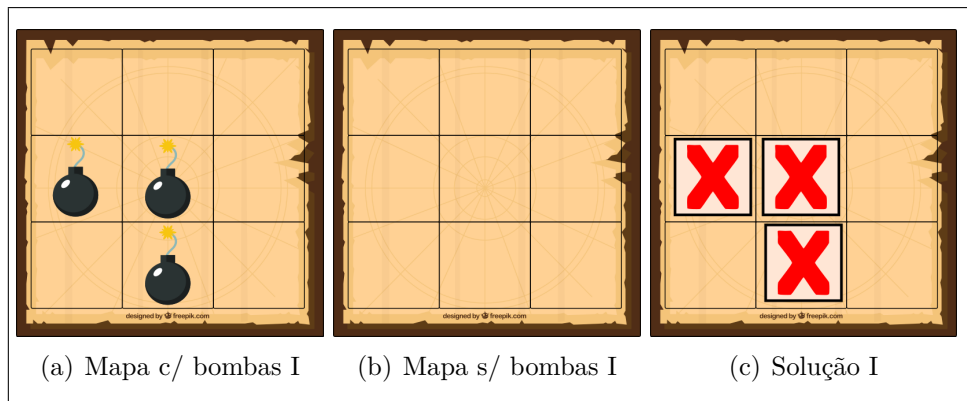 designed by freepik.com
designed by freepik.com
designed by freepik.com
(a) Mapa c/ bombas I
(b) Mapa s/ bombas I
(c) Solução I